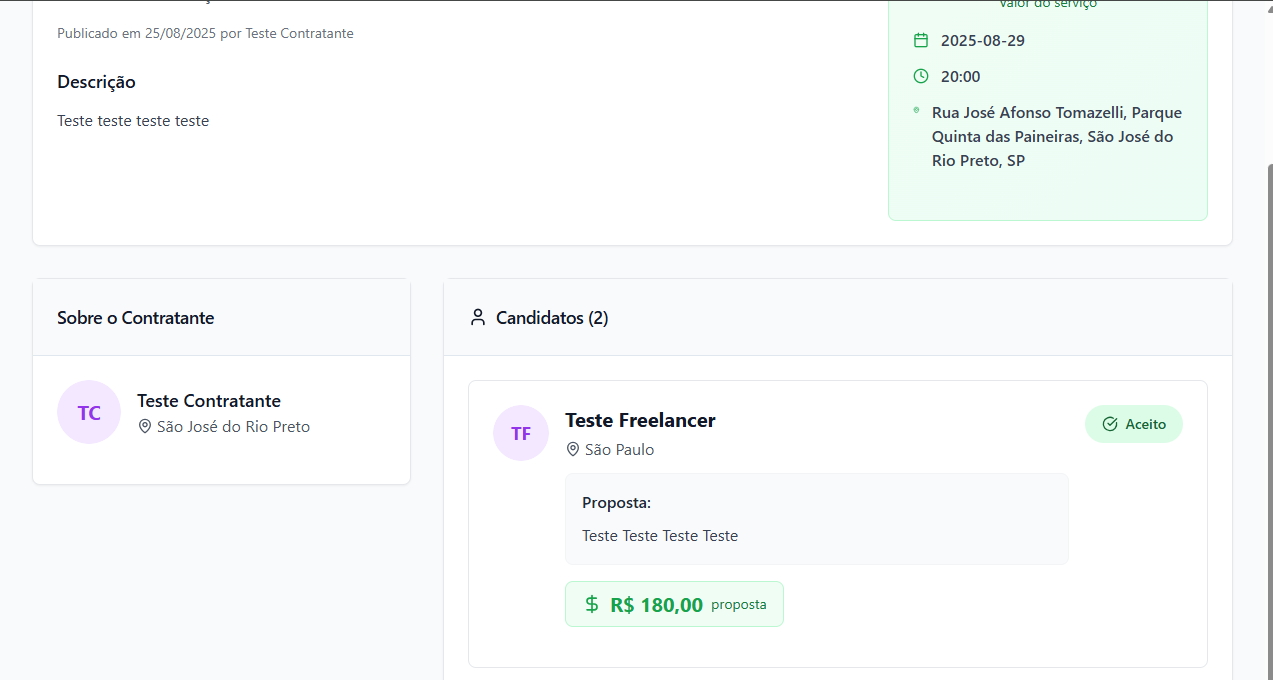 Valor do serviço
Publicado em 25/08/2025 por Teste Contratante
2025-08-29
Descrição
20:00
Teste teste teste teste
Rua José Afonso Tomazelli, Parque
Quinta das Paineiras, São José do
Rio Preto, SP
Sobre o Contratante
Candidatos (2)
TC
Teste Contratante
São José do Rio Preto
TF
Teste Freelancer
São Paulo
Aceito
Proposta:
Teste Teste Teste Teste
R$ 180,00 proposta